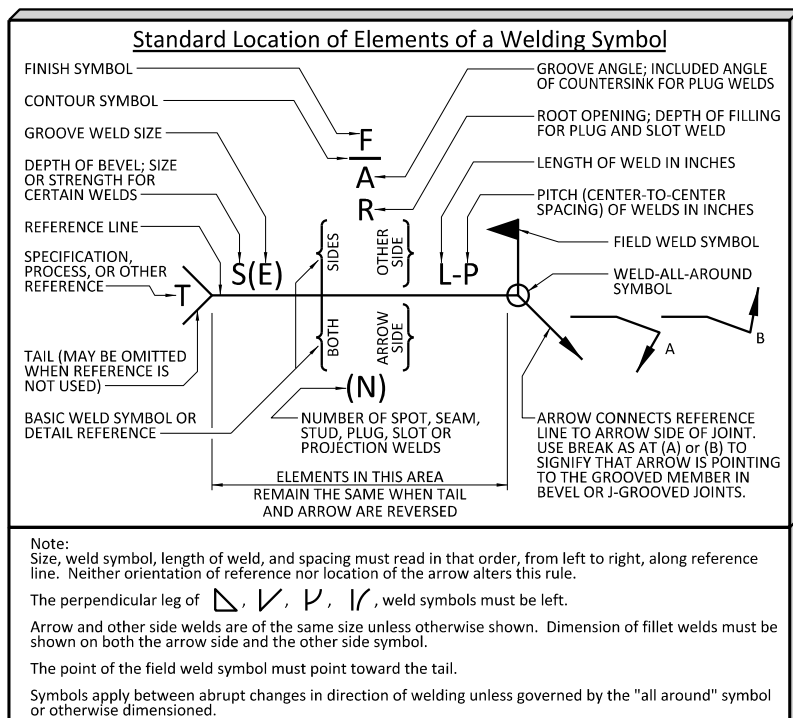 Standard Location of Elements of a Welding Symbol
FINISH SYMBOL
CONTOUR SYMBOL
GROOVE WELD SIZE
DEPTH OF BEVEL; SIZE
OR STRENGTH FOR
CERTAIN WELDS
REFERENCE LINE
SPECIFICATION,
PROCESS, OR OTHER
REFERENCE
TAIL (MAY BE OMITTED
WHEN REFERENCE IS
NOT USED)
BASIC WELD SYMBOL OR
DETAIL REFERENCE
F
A
R
T
S(E)
SIDES
BOTH
OTHER
SIDE
ARROW
SIDE
L-P
(N)
NUMBER OF SPOT, SEAM,
STUD, PLUG, SLOT OR
PROJECTION WELDS
ELEMENTS IN THIS AREA
REMAIN THE SAME WHEN TAIL
AND ARROW ARE REVERSED
GROOVE ANGLE; INCLUDED ANGLE
OF COUNTERSINK FOR PLUG WELDS
ROOT OPENING; DEPTH OF FILLING
FOR PLUG AND SLOT WELD
LENGTH OF WELD IN INCHES
PITCH (CENTER-TO-CENTER
SPACING) OF WELDS IN INCHES
FIELD WELD SYMBOL
WELD-ALL-AROUND
SYMBOL
A
B
ARROW CONNECTS REFERENCE
LINE TO ARROW SIDE OF JOINT.
USE BREAK AS AT (A) or (B) TO
SIGNIFY THAT ARROW IS POINTING
TO THE GROOVED MEMBER IN
BEVEL OR J-GROOVED JOINTS.
Note:
Size, weld symbol, length of weld, and spacing must read in that order, from left to right, along reference
line. Neither orientation of reference nor location of the arrow alters this rule.
The perpendicular leg of , , , , weld symbols must be left.
Arrow and other side welds are of the same size unless otherwise shown. Dimension of fillet welds must be
shown on both the arrow side and the other side symbol.
The point of the field weld symbol must point toward the tail.
Symbols apply between abrupt changes in direction of welding unless governed by the "all around" symbol
or otherwise dimensioned.